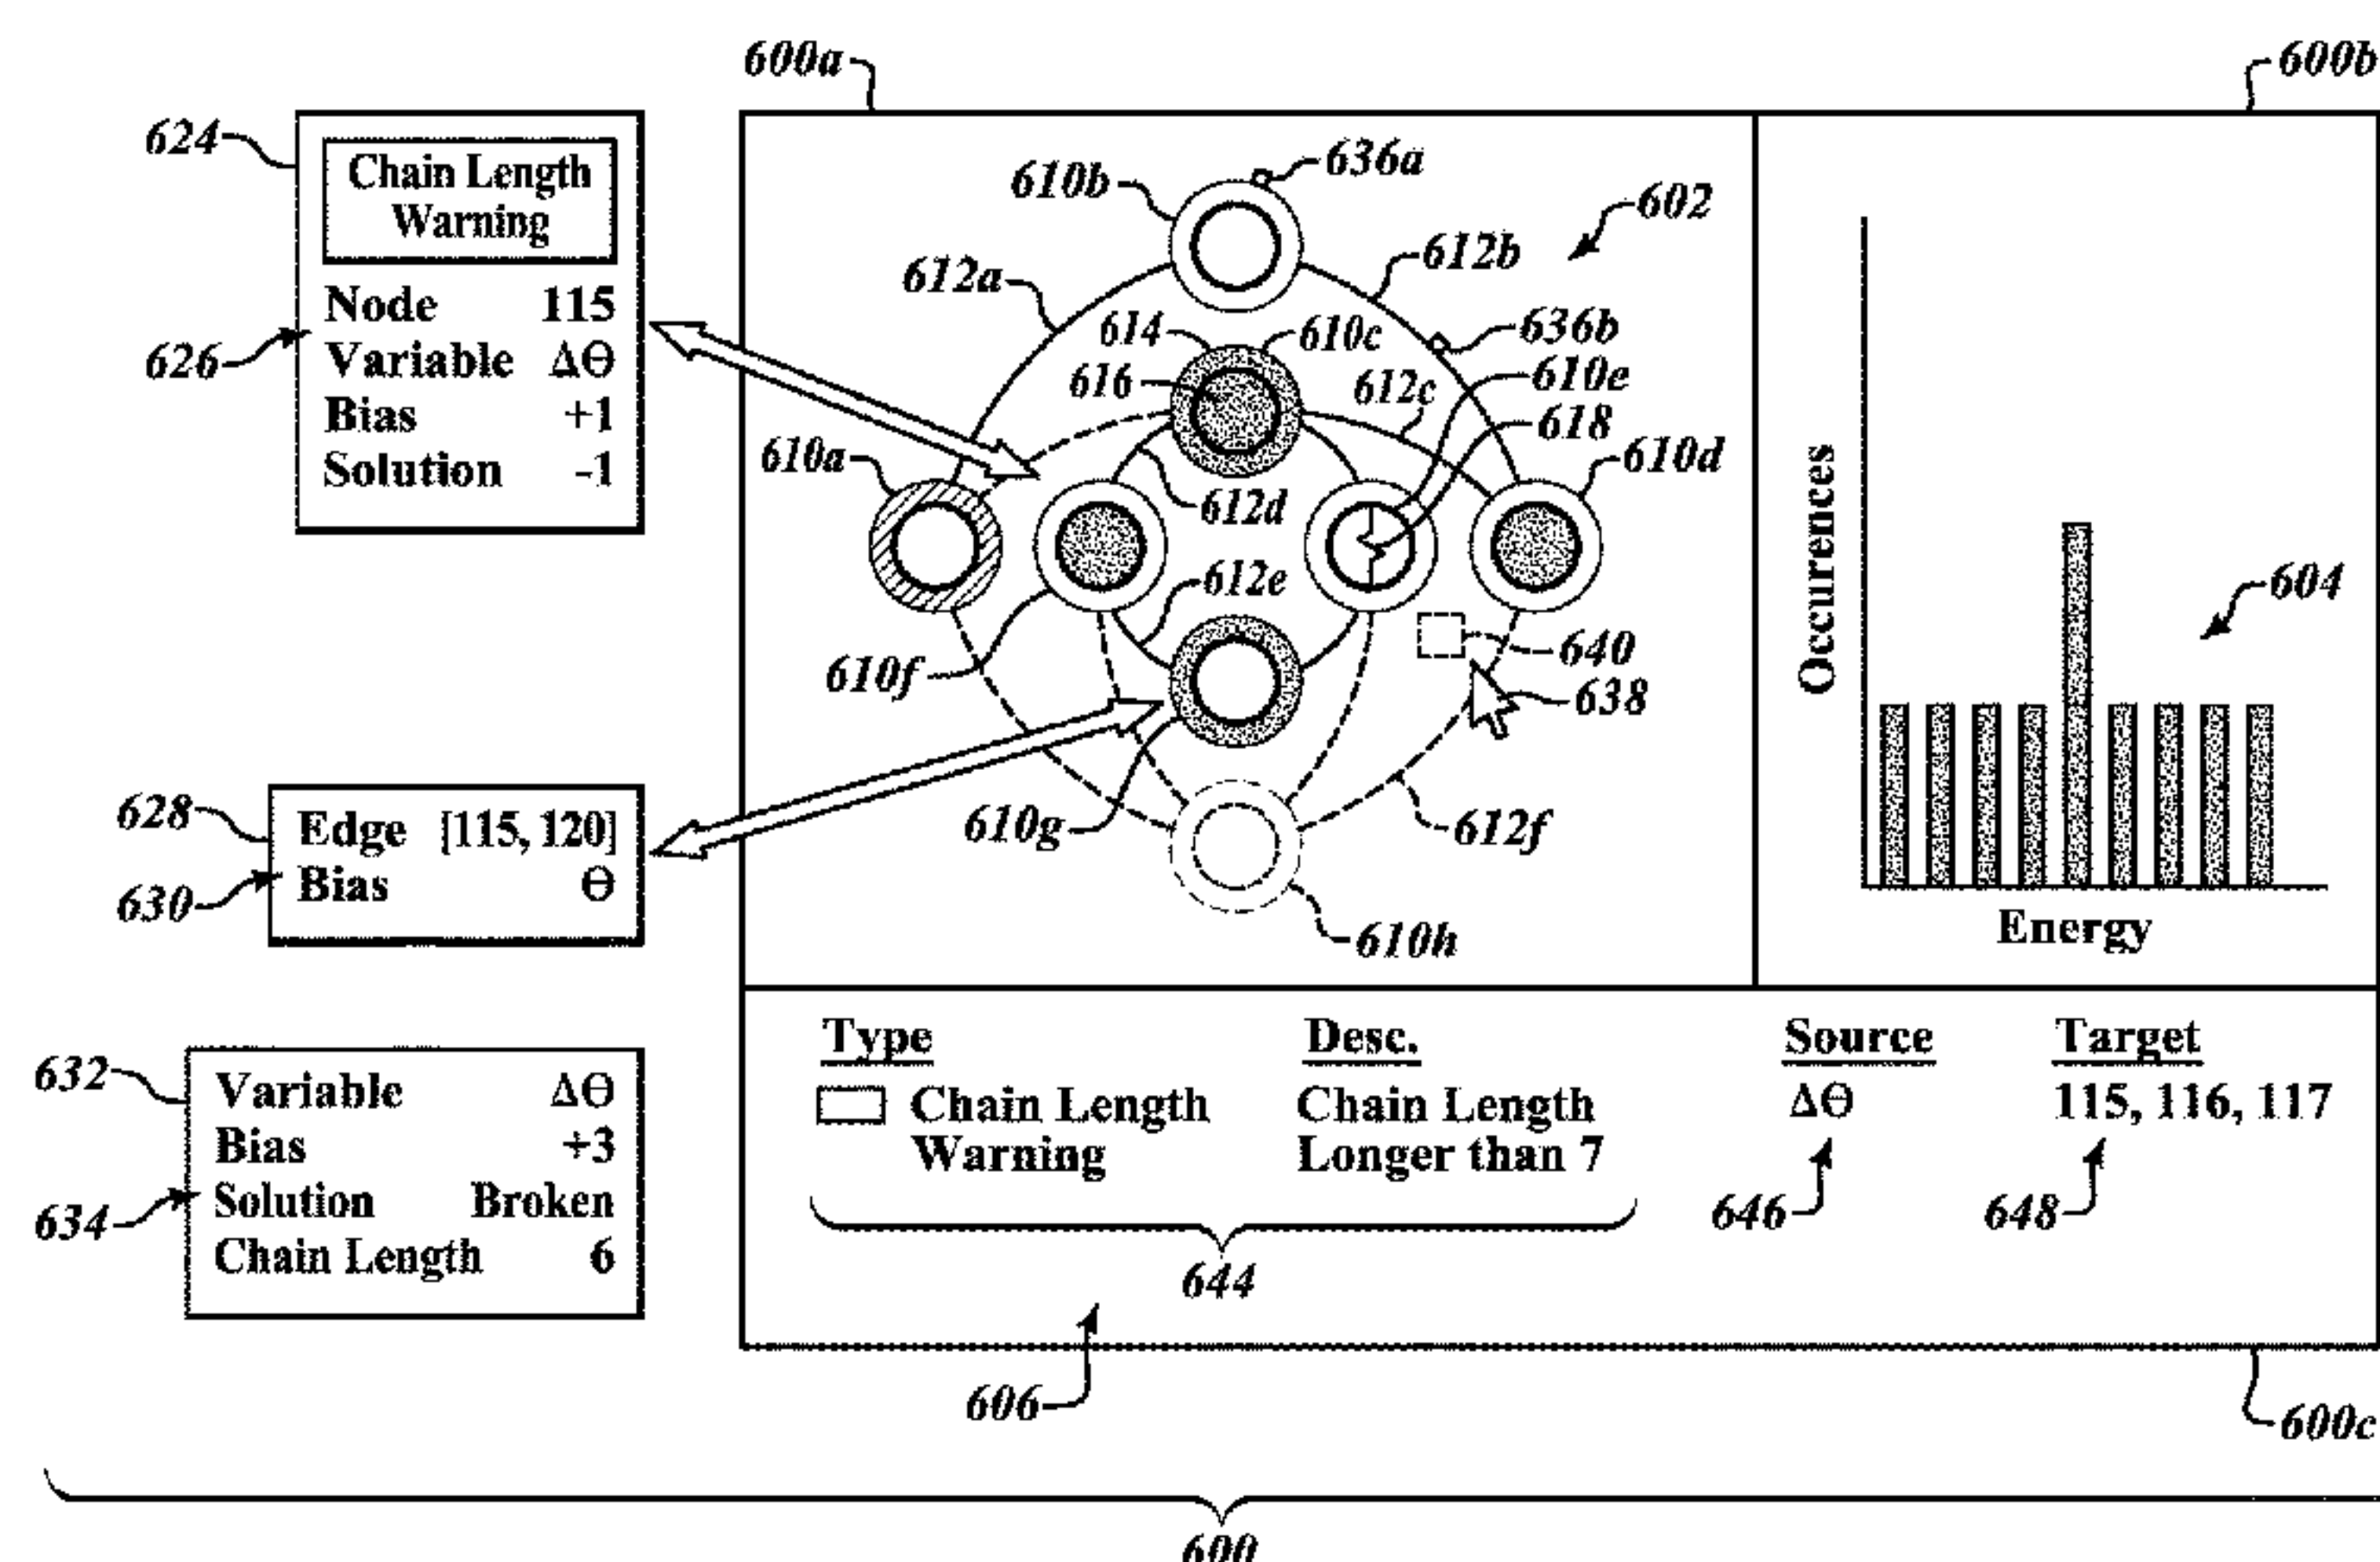 600a
600b
624
Chain Length
Warning
Node 115
626
Variable ΔΘ
Bias +1
Solution -1
636a
610b
602
612a
612b
614
610c
636b
616
612c
610e
618
610a
610d
612d
612e
610f
640
638
610g
612f
610h
Occurrences
604
Energy
628
Edge [115, 120]
630
Bias Θ
632
Variable ΔΘ
Bias +3
634
Solution Broken
Chain Length 6
Type Desc. Source Target
Chain Length Chain Length ΔΘ 115, 116, 117
Warning Longer than 7
646 648
644
606
600c
600